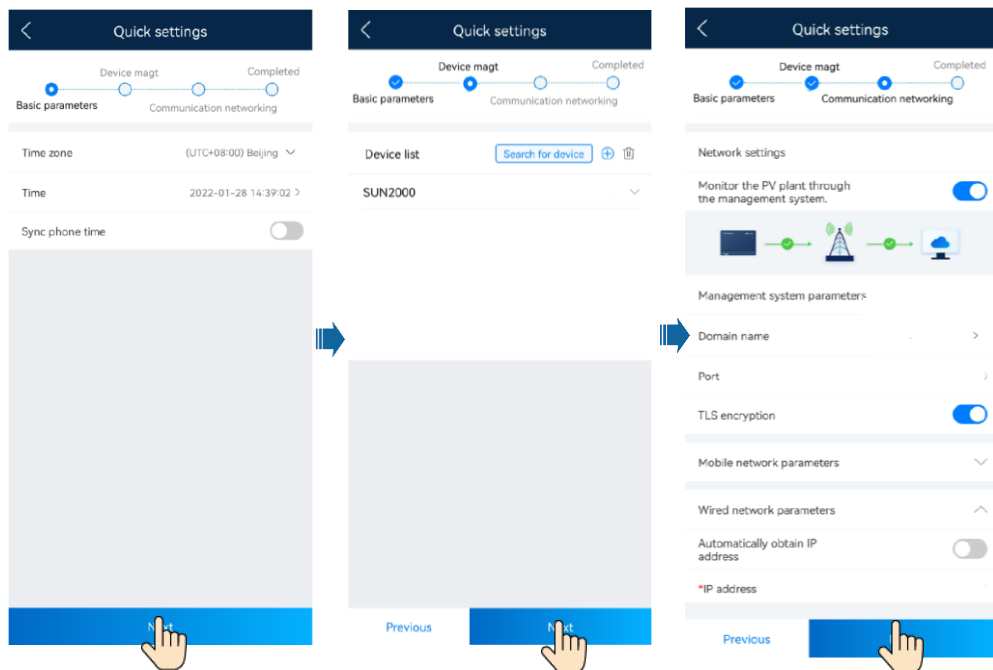 Quick settings
Device magt
Completed
Basic parameters
Communication networking
Time zone
(UTC+08:00) Beijing
Time
2022-01-28 14:39:02
Sync phone time
Quick settings
Device magt
Completed
Basic parameters
Communication networking
Device list
Search for device
SUN2000
Previous
Quick settings
Device magt
Completed
Basic parameters
Communication networking
Network settings
Monitor the PV plant through
the management system.
Management system parameters
Domain name
Port
TLS encryption
Mobile network parameters
Wired network parameters
Automatically obtain IP
address
*IP address
Previous